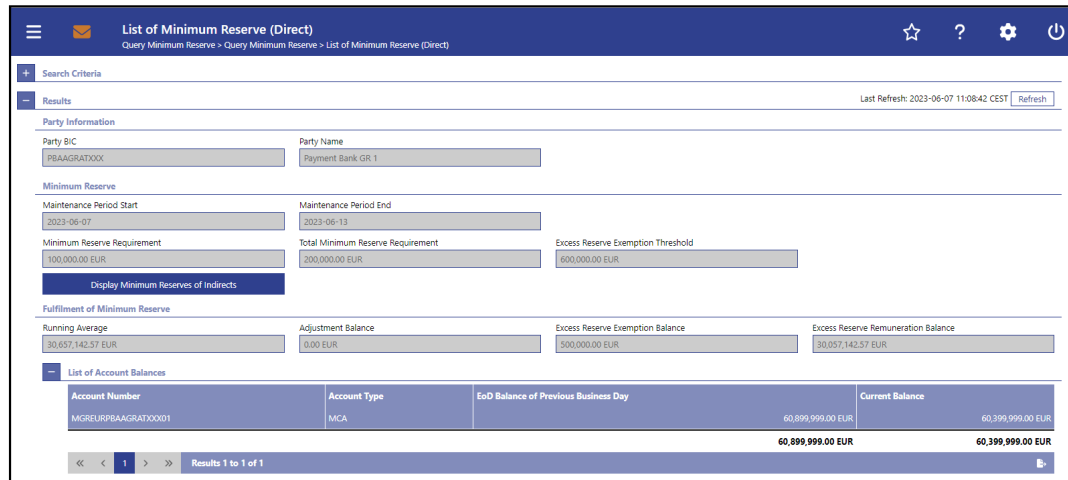 List of Minimum Reserve (Direct)
Query Minimum Reserve > Query Minimum Reserve > List of Minimum Reserve (Direct)
?
+ Search Criteria
− Results
Last Refresh: 2023-06-07 11:08:42 CEST Refresh
Party Information
Party BIC Party Name
PBAAGRATXXX Payment Bank GR 1
Minimum Reserve
Maintenance Period Start Maintenance Period End
2023-06-07 2023-06-13
Minimum Reserve Requirement Total Minimum Reserve Requirement Excess Reserve Exemption Threshold
100,000.00 EUR 200,000.00 EUR 600,000.00 EUR
Display Minimum Reserves of Indirects
Fulfilment of Minimum Reserve
Running Average Adjustment Balance Excess Reserve Exemption Balance Excess Reserve Remuneration Balance
30,657,142.57 EUR 0.00 EUR 500,000.00 EUR 30,057,142.57 EUR
− List of Account Balances
Account Number Account Type EoD Balance of Previous Business Day Current Balance
MGREURPBAAGRATXXX01 MCA 60,899,999.00 EUR 60,399,999.00 EUR
60,899,999.00 EUR 60,399,999.00 EUR
« < 1 > » Results 1 to 1 of 1